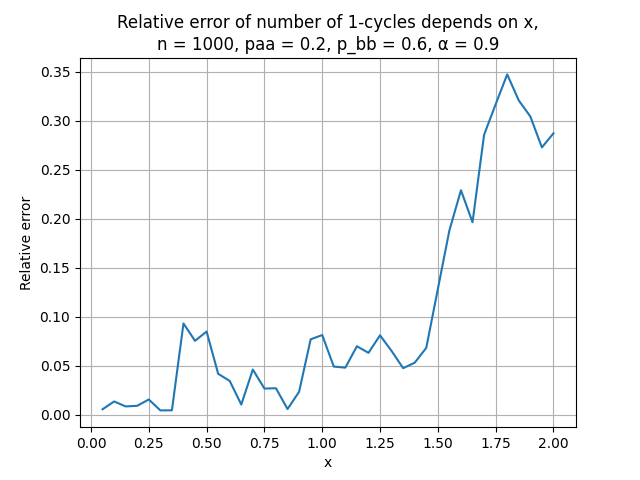 Relative error of number of 1-cycles depends on x,
n = 1000, paa = 0.2, p_bb = 0.6, α = 0.9
Relative error
0.35
0.30
0.25
0.20
0.15
0.10
0.05
0.00
0.00 0.25 0.50 0.75 1.00 1.25 1.50 1.75 2.00
x